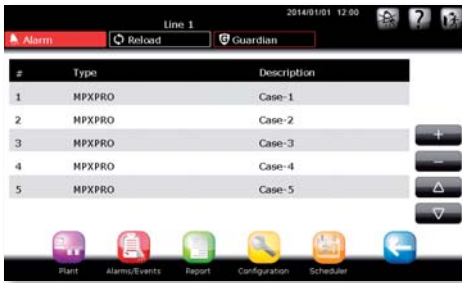 2014/01/01 12:00
Line 1
Alarm Reload Guardian
# Type Description
1 MPXPRO Case-1
2 MPXPRO Case-2
3 MPXPRO Case-3
4 MPXPRO Case-4
5 MPXPRO Case-5
Plant Alarms/Events Report Configuration Scheduler